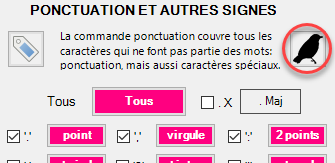 PONCTUATION ET AUTRES SIGNES
La commande ponctuation couvre tous les
caractères qui ne font pas partie des mots:
ponctuation, mais aussi caractères spéciaux.
Tous Tous . X . Maj
'.' point ',' virgule ':' 2 points